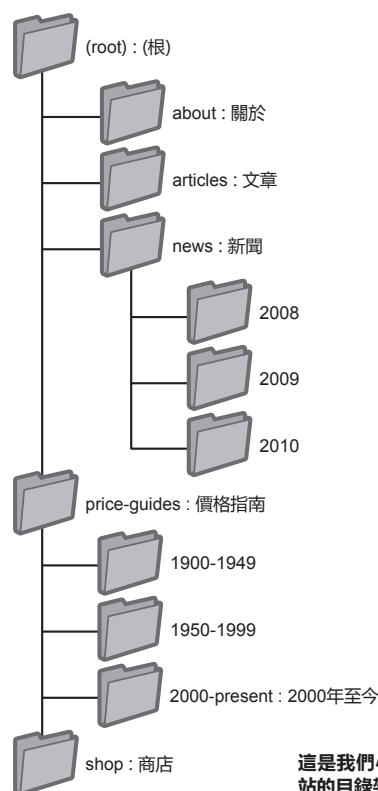 (root) : (根)
about : 關於
articles : 文章
news : 新聞
2008
2009
2010
price-guides : 價格指南
1900-1949
1950-1999
2000-present : 2000年至今
shop : 商店
這是我們
站的目錄